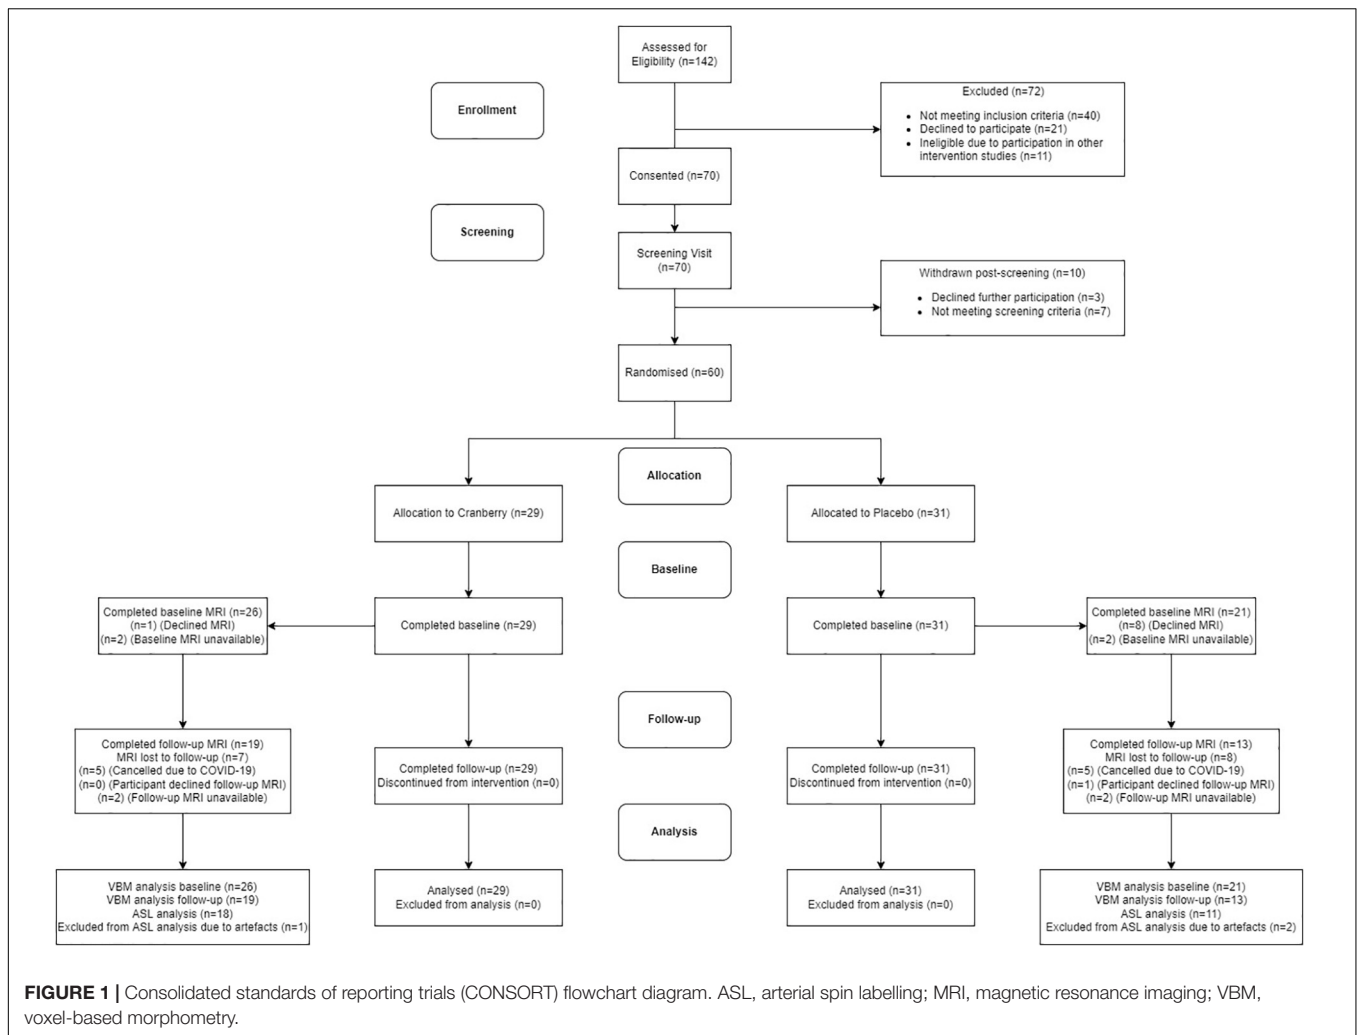 Assessed for
Eligibility (n=142)
Enrollment
Excluded (n=72)
• Not meeting inclusion criteria (n=40)
• Declined to participate (n=21)
• Ineligible due to participation in other
intervention studies (n=11)
Consented (n=70)
Screening
Screening Visit
(n=70)
Withdrawn post-screening (n=10)
• Declined further participation (n=3)
• Not meeting screening criteria (n=7)
Randomised (n=60)
Allocation
Allocation to Cranberry (n=29)
Allocated to Placebo (n=31)
Baseline
Completed baseline MRI (n=26)
(n=1) (Declined MRI)
(n=2) (Baseline MRI unavailable)
Completed baseline (n=29)
Completed baseline (n=31)
Completed baseline MRI (n=21)
(n=8) (Declined MRI)
(n=2) (Baseline MRI unavailable)
Follow-up
Completed follow-up MRI (n=19)
MRI lost to follow-up (n=7)
(n=5) (Cancelled due to COVID-19)
(n=0) (Participant declined follow-up MRI)
(n=2) (Follow-up MRI unavailable)
Completed follow-up (n=29)
Discontinued from intervention (n=0)
Completed follow-up (n=31)
Discontinued from intervention (n=0)
Completed follow-up MRI (n=13)
MRI lost to follow-up (n=8)
(n=5) (Cancelled due to COVID-19)
(n=1) (Participant declined follow-up MRI)
(n=2) (Follow-up MRI unavailable)
Analysis
VBM analysis baseline (n=26)
VBM analysis follow-up (n=19)
ASL analysis (n=18)
Excluded from ASL analysis due to artefacts (n=1)
Analysed (n=29)
Excluded from analysis (n=0)
Analysed (n=31)
Excluded from analysis (n=0)
VBM analysis baseline (n=21)
VBM analysis follow-up (n=13)
ASL analysis (n=11)
Excluded from ASL analysis due to artefacts (n=2)
FIGURE 1 | Consolidated standards of reporting trials (CONSORT) flowchart diagram. ASL, arterial spin labelling; MRI, magnetic resonance imaging; VBM,
voxel-based morphometry.